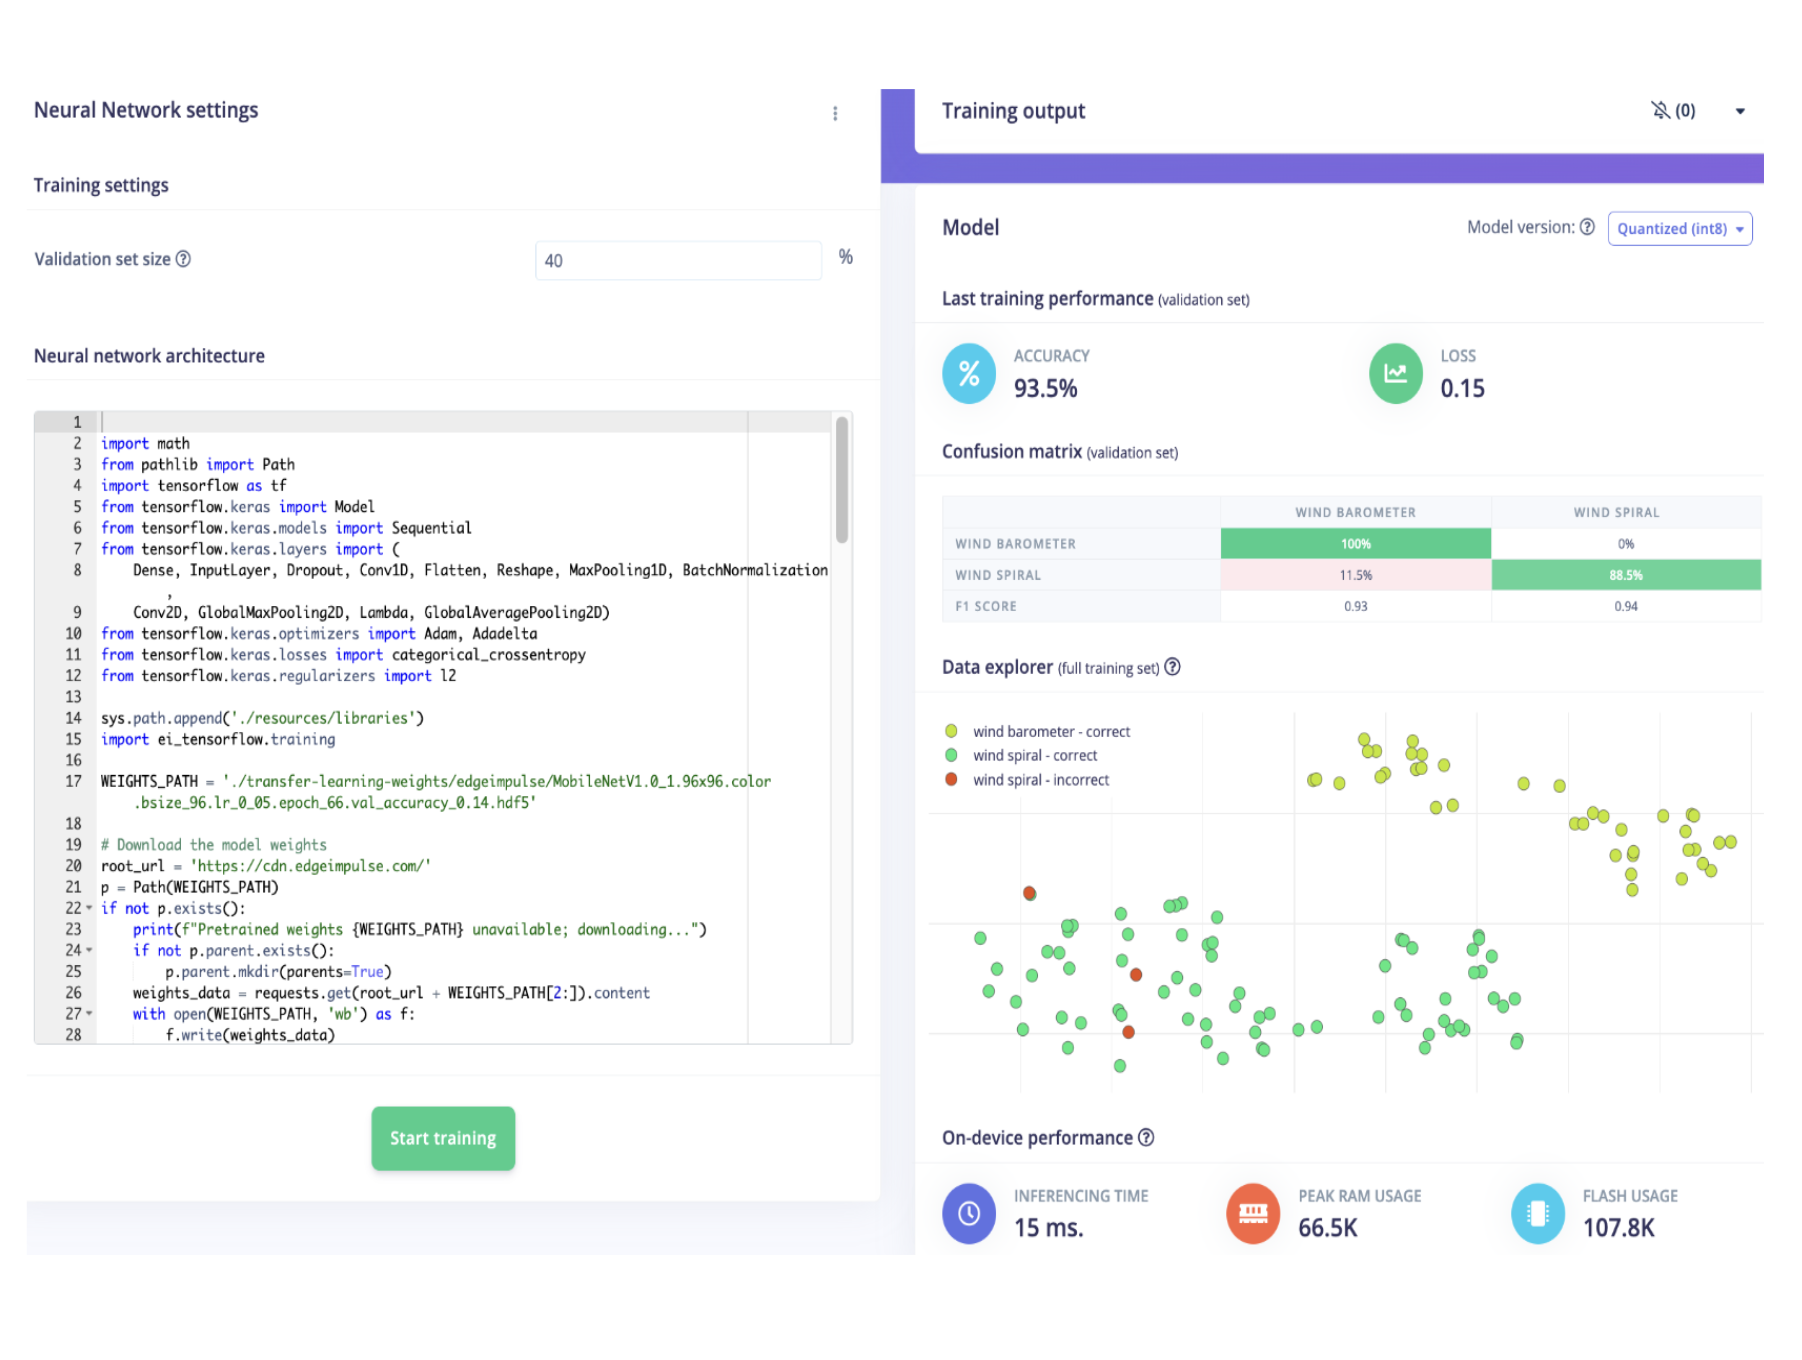 Neural Network settings
Training settings
Validation set size
40
%
Neural network architecture
1
2 import math
3 from pathlib import Path
4 import tensorflow as tf
5 from tensorflow.keras import Model
6 from tensorflow.keras.models import Sequential
7 from tensorflow.keras.layers import (
8 Dense, InputLayer, Dropout, Conv1D, Flatten, Reshape, MaxPooling1D, BatchNormalization
,
9 Conv2D, GlobalMaxPooling2D, Lambda, GlobalAveragePooling2D)
10 from tensorflow.keras.optimizers import Adam, Adadelta
11 from tensorflow.keras.losses import categorical_crossentropy
12 from tensorflow.keras.regularizers import l2
13
14 sys.path.append('./resources/libraries')
15 import ei_tensorflow.training
16
17 WEIGHTS_PATH = './transfer-learning-weights/edgeimpulse/MobileNetV1.0_1.96x96.color
.bsize_96.lr_0_05.epoch_66.val_accuracy_0.14.hdf5'
18
19 # Download the model weights
20 root_url = 'https://cdn.edgeimpulse.com/'
21 p = Path(WEIGHTS_PATH)
22 if not p.exists():
23 print(f"Pretrained weights {WEIGHTS_PATH} unavailable; downloading...")
24 if not p.parent.exists():
25 p.parent.mkdir(parents=True)
26 weights_data = requests.get(root_url + WEIGHTS_PATH[2:]).content
27 with open(WEIGHTS_PATH, 'wb') as f:
28 f.write(weights_data)
Start training
Training output
(0)
Model
Model version:
Quantized (int8)
Last training performance (validation set)
%
ACCURACY
93.5%
LOSS
0.15
Confusion matrix (validation set)
WIND BAROMETER WIND SPIRAL
WIND BAROMETER 100% 0%
WIND SPIRAL 11.5% 88.5%
F1 SCORE 0.93 0.94
Data explorer (full training set)
wind barometer - correct
wind spiral - correct
wind spiral - incorrect
On-device performance
INFERENCING TIME
15 ms.
PEAK RAM USAGE
66.5K
FLASH USAGE
107.8K